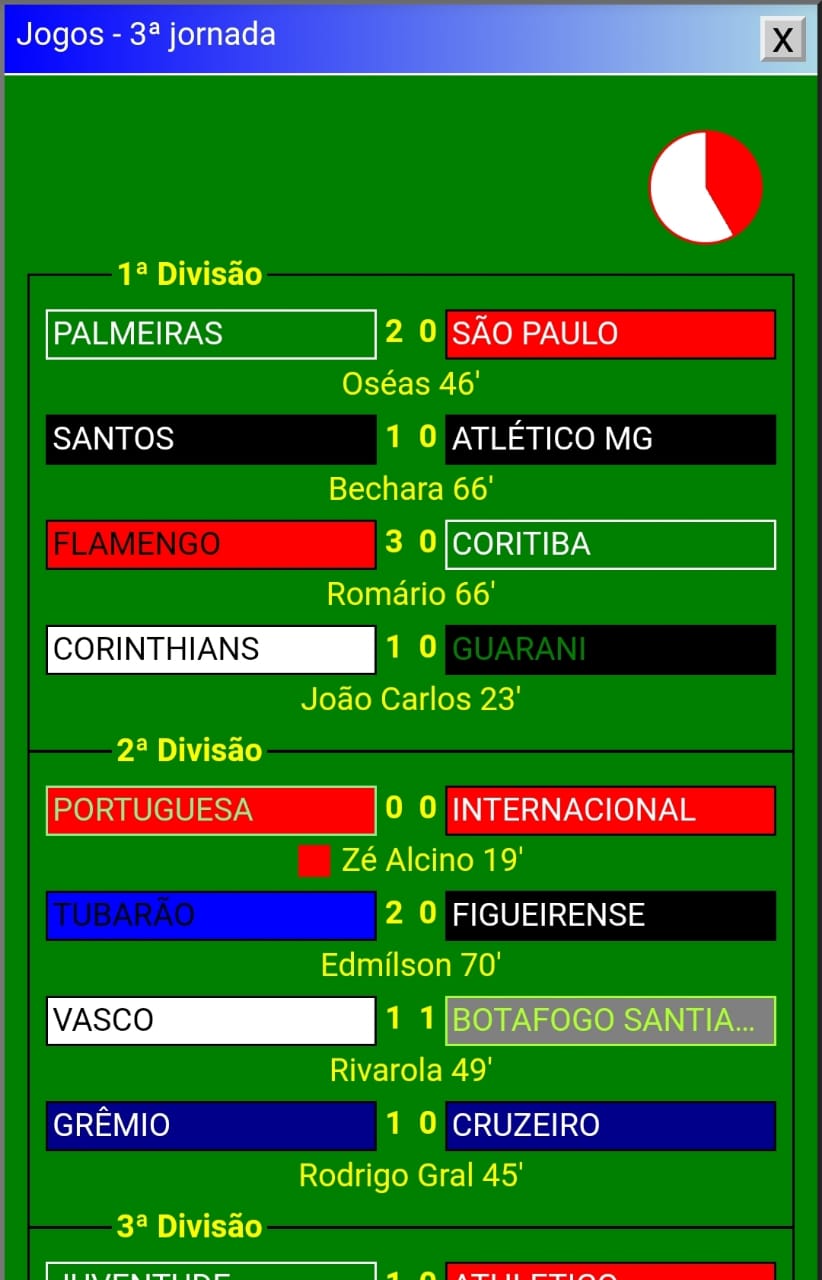 Jogos - 3ª jornada
X
1ª Divisão
PALMEIRAS 2 0 SÃO PAULO
Oséas 46'
SANTOS 1 0 ATLÉTICO MG
Bechara 66'
FLAMENGO 3 0 CORITIBA
Romário 66'
CORINTHIANS 1 0 GUARANI
João Carlos 23'
2ª Divisão
PORTUGUESA 0 0 INTERNACIONAL
Zé Alcino 19'
TUBARÃO 2 0 FIGUEIRENSE
Edmílson 70'
VASCO 1 1 BOTAFOGO SANTIA...
Rivarola 49'
GRÊMIO 1 0 CRUZEIRO
Rodrigo Gral 45'
3ª Divisão
JUVENTUDE 1 0 ATHLETICO